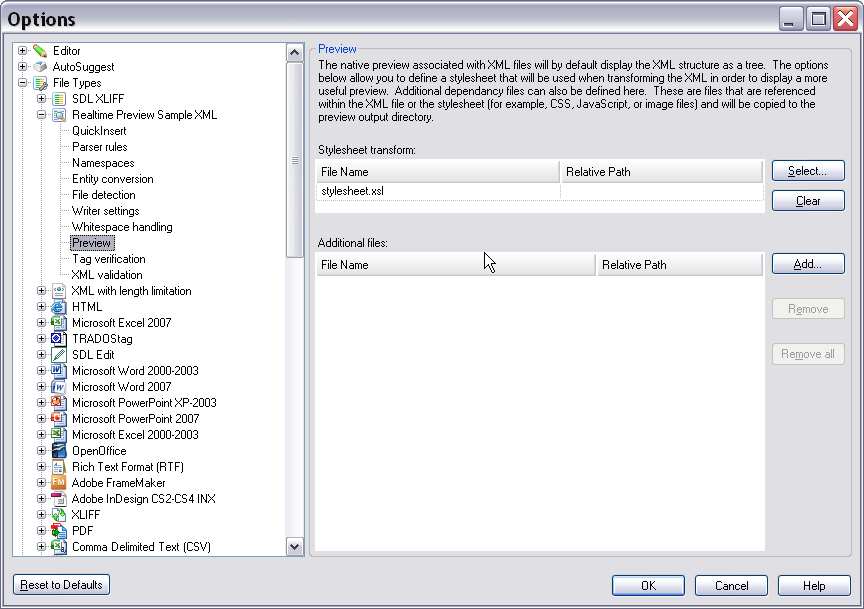 Options
Editor
AutoSuggest
File Types
SDL XLIFF
Realtime Preview Sample XML
QuickInsert
Parser rules
Namespaces
Entity conversion
File detection
Writer settings
Whitespace handling
Preview
Tag verification
XML validation
XML with length limitation
HTML
Microsoft Excel 2007
TRADOStag
SDL Edit
Microsoft Word 2000-2003
Microsoft Word 2007
Microsoft PowerPoint XP-2003
Microsoft PowerPoint 2007
Microsoft Excel 2000-2003
OpenOffice
Rich Text Format (RTF)
Adobe FrameMaker
Adobe InDesign CS2-CS4 INX
XLIFF
PDF
Comma Delimited Text (CSV)
Preview
The native preview associated with XML files will by default display the XML structure as a tree. The options
below allow you to define a stylesheet that will be used when transforming the XML in order to display a more
useful preview. Additional dependancy files can also be defined here. These are files that are referenced
within the XML file or the stylesheet (for example, CSS, JavaScript, or image files) and will be copied to the
preview output directory.
Stylesheet transform:
File Name Relative Path
stylesheet.xsl
Select...
Clear
Additional files:
File Name Relative Path
Add...
Remove
Remove all
Reset to Defaults
OK Cancel Help